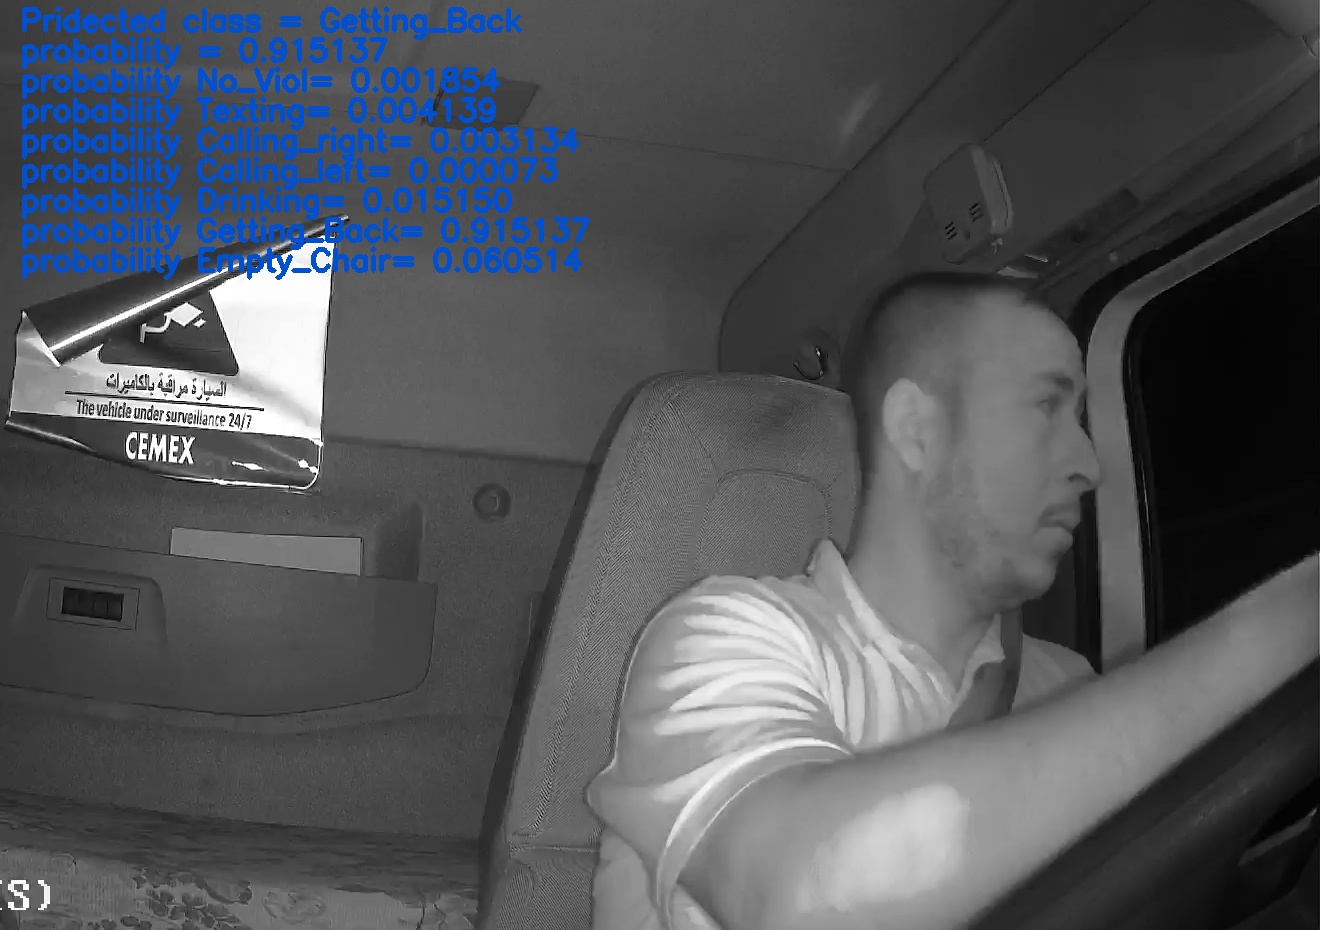 Pridected class = Getting_Back
probability = 0.915137
probability No_Viol= 0.001854
probability Texting= 0.004139
probability Calling_right= 0.003134
probability Calling_left= 0.000073
probability Drinking= 0.015150
probability Getting_Back= 0.915137
probability Empty_Chair= 0.060514
السيارة مراقبة بالكاميرات
The vehicle under surveillance 24/7
CEMEX
S)